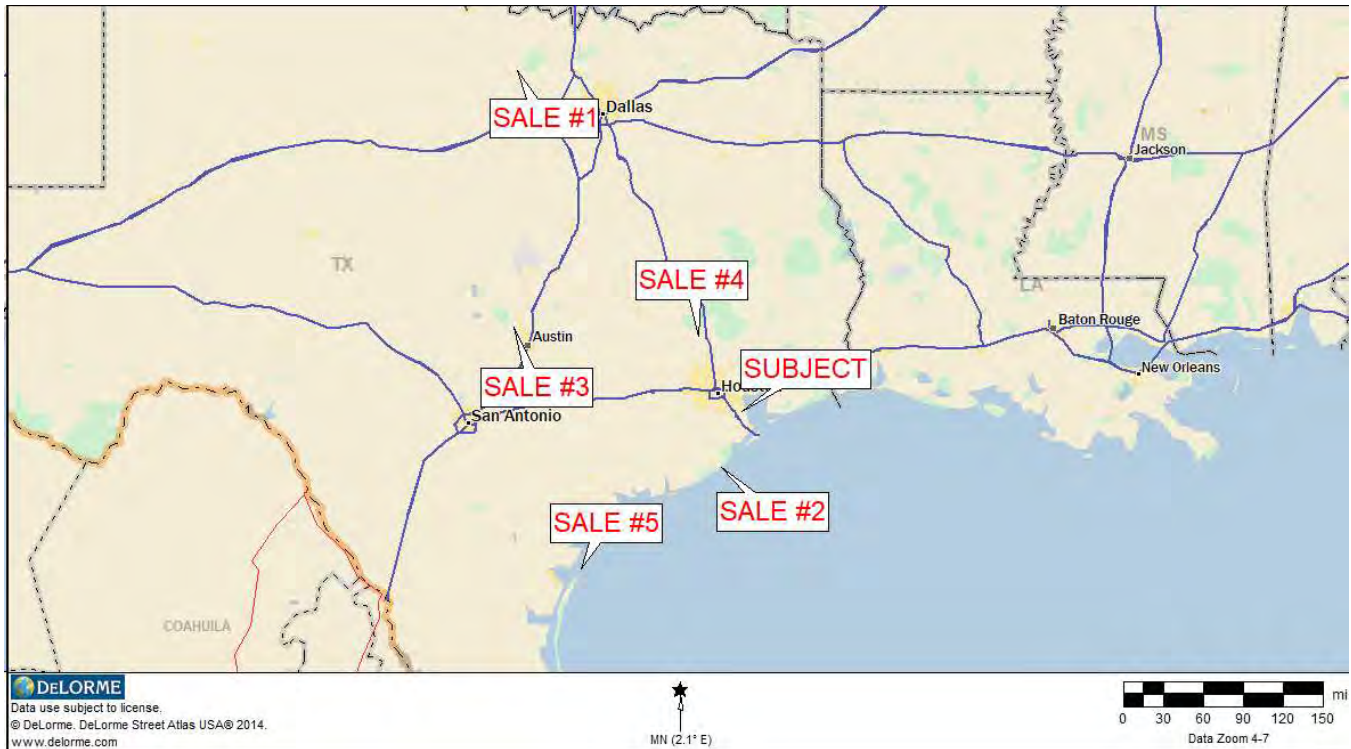 Dallas
SALE #1
MS
Jackson
TX
SALE #4
LA
Baton Rouge
Austin
New Orleans
SUBJECT
SALE #3
San Antonio
SALE #2
SALE #5
COAHUILA
DELORME
Data use subject to license.
© DeLorme. DeLorme Street Atlas USA® 2014.
www.delorme.com
MN (2.1° E)
mi
0 30 60 90 120 150
Data Zoom 4-7